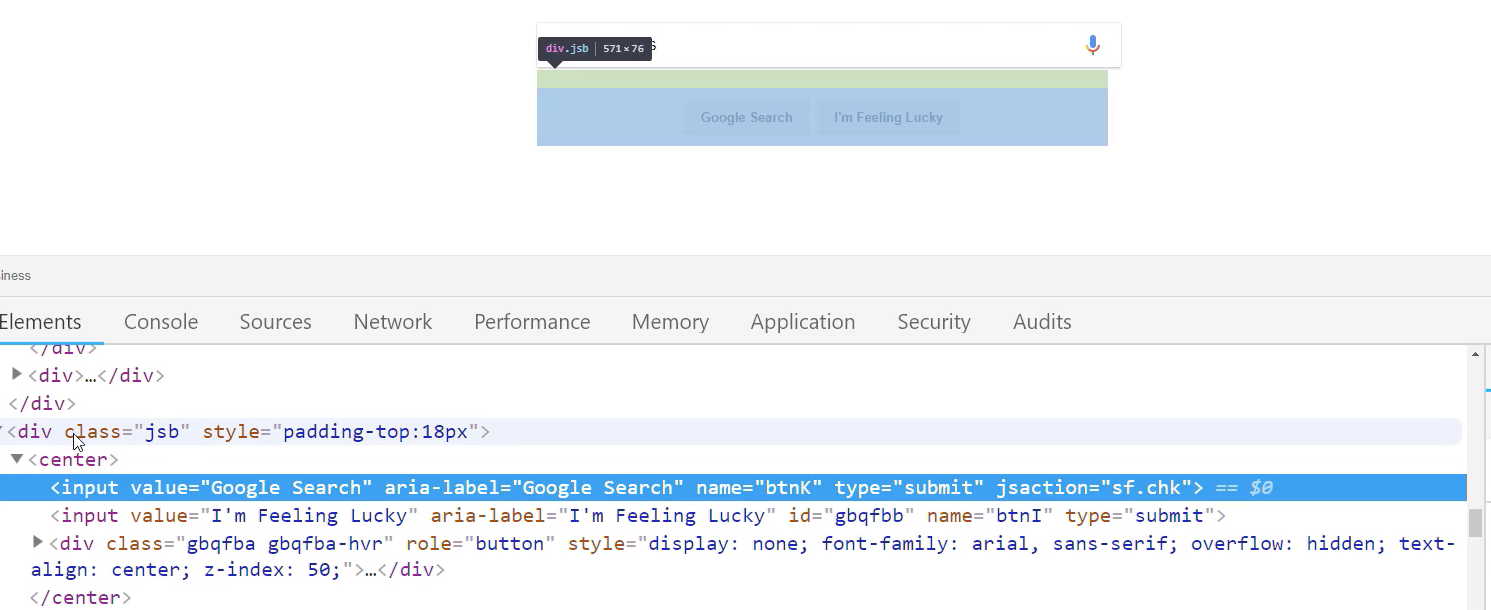 div.jsb | 571 × 76 s
Google Search I'm Feeling Lucky
iness
Elements Console Sources Network Performance Memory Application Security Audits
</div>
<div>…</div>
</div>
<div class="jsb" style="padding-top:18px">
<center>
<input value="Google Search" aria-label="Google Search" name="btnK" type="submit" jsaction="sf.chk"> == $0
<input value="I'm Feeling Lucky" aria-label="I'm Feeling Lucky" id="gbqfbb" name="btnI" type="submit">
<div class="gbqfba gbqfba-hvr" role="button" style="display: none; font-family: arial, sans-serif; overflow: hidden; text-
align: center; z-index: 50;">…</div>
</center>